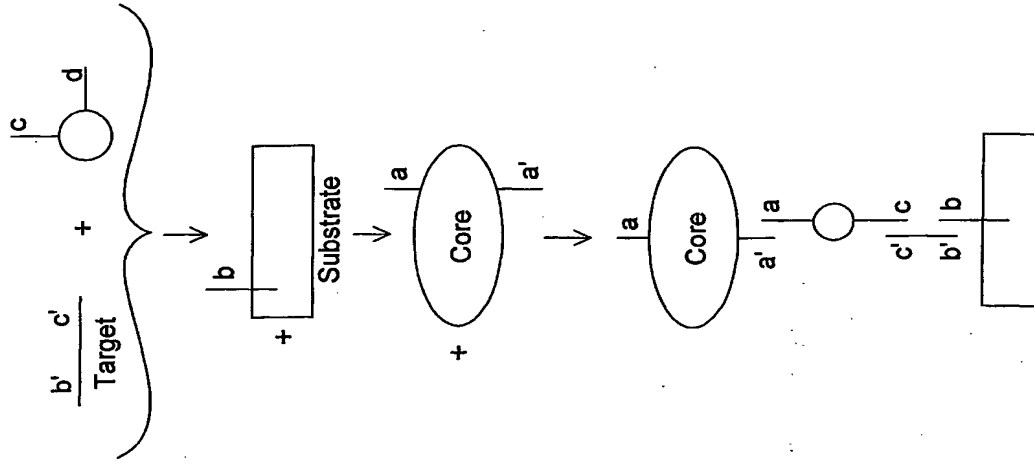 c
b' c' + d
Target
b
+
Substrate
a
+ Core
a'
a
Core
a' a
c' c
b' b